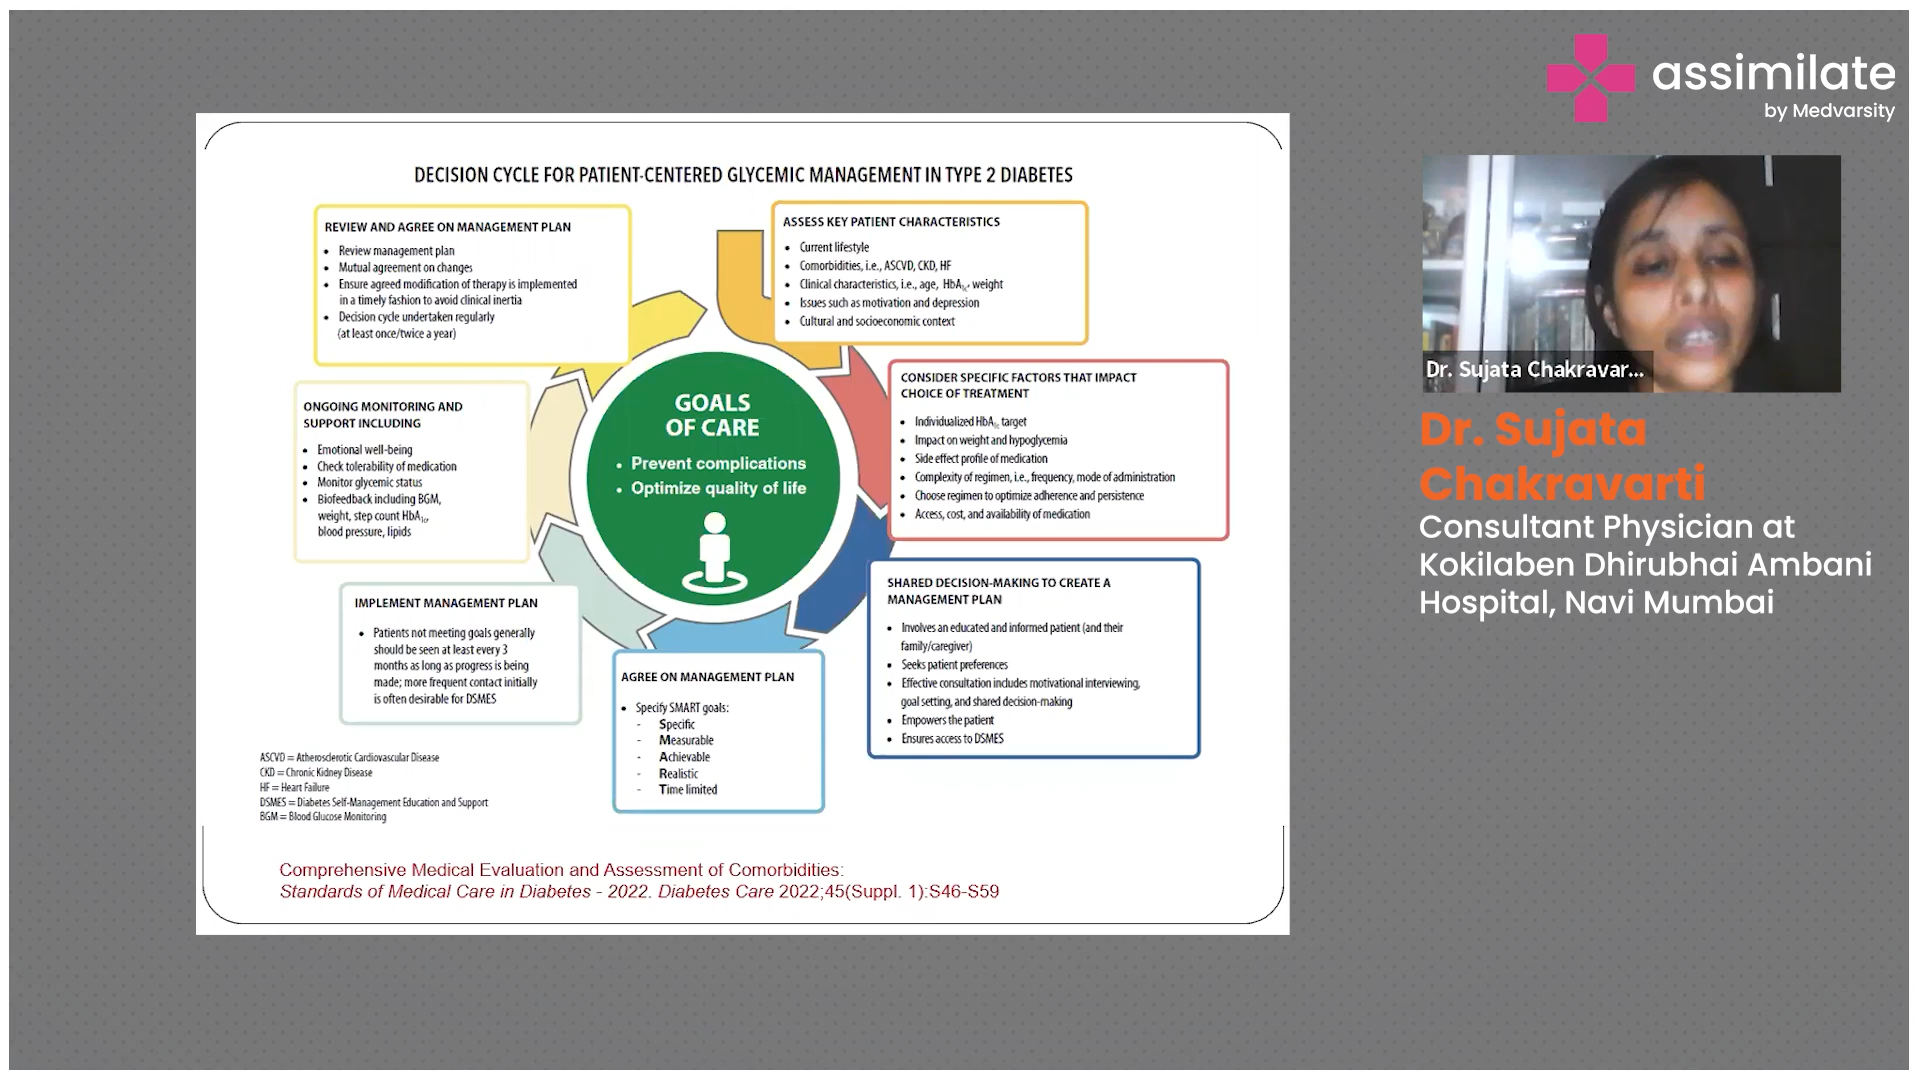 assimilate
by Medvarsity
DECISION CYCLE FOR PATIENT-CENTERED GLYCEMIC MANAGEMENT IN TYPE 2 DIABETES
REVIEW AND AGREE ON MANAGEMENT PLAN
• Review management plan
• Mutual agreement on changes
• Ensure agreed modification of therapy is implemented
in a timely fashion to avoid clinical inertia
• Decision cycle undertaken regularly
(at least once/twice a year)
ASSESS KEY PATIENT CHARACTERISTICS
• Current lifestyle
• Comorbidities, i.e., ASCVD, CKD, HF
• Clinical characteristics, i.e., age, HbA1c, weight
• Issues such as motivation and depression
• Cultural and socioeconomic context
CONSIDER SPECIFIC FACTORS THAT IMPACT
CHOICE OF TREATMENT
• Individualized HbA1c target
• Impact on weight and hypoglycemia
• Side effect profile of medication
• Complexity of regimen, i.e., frequency, mode of administration
• Choose regimen to optimize adherence and persistence
• Access, cost, and availability of medication
SHARED DECISION-MAKING TO CREATE A
MANAGEMENT PLAN
• Involves an educated and informed patient (and their
family/caregiver)
• Seeks patient preferences
• Effective consultation includes motivational interviewing,
goal setting, and shared decision-making
• Empowers the patient
• Ensures access to DSMES
AGREE ON MANAGEMENT PLAN
• Specify SMART goals:
- Specific
- Measurable
- Achievable
- Realistic
- Time limited
IMPLEMENT MANAGEMENT PLAN
• Patients not meeting goals generally
should be seen at least every 3
months as long as progress is being
made; more frequent contact initially
is often desirable for DSMES
ONGOING MONITORING AND
SUPPORT INCLUDING
• Emotional well-being
• Check tolerability of medication
• Monitor glycemic status
• Biofeedback including BGM,
weight, step count HbA1c,
blood pressure, lipids
GOALS
OF CARE
• Prevent complications
• Optimize quality of life
ASCVD = Atherosclerotic Cardiovascular Disease
CKD = Chronic Kidney Disease
HF = Heart Failure
DSMES = Diabetes Self-Management Education and Support
BGM = Blood Glucose Monitoring
Comprehensive Medical Evaluation and Assessment of Comorbidities:
Standards of Medical Care in Diabetes - 2022. Diabetes Care 2022;45(Suppl. 1):S46-S59
Dr. Sujata Chakravar...
Dr. Sujata
Chakravarti
Consultant Physician at
Kokilaben Dhirubhai Ambani
Hospital, Navi Mumbai